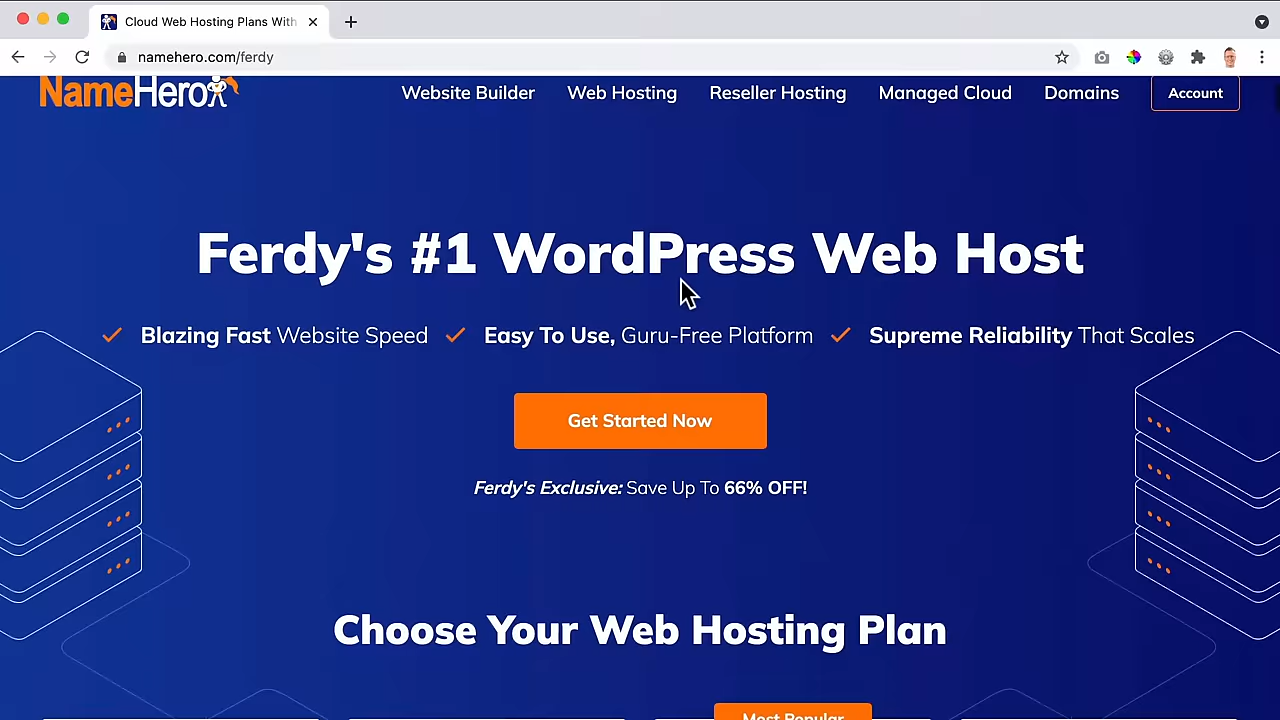 Cloud Web Hosting Plans With
namehero.com/ferdy
NameHero
Website Builder
Web Hosting
Reseller Hosting
Managed Cloud
Domains
Account
Ferdy's #1 WordPress Web Host
Blazing Fast Website Speed
Easy To Use, Guru-Free Platform
Supreme Reliability That Scales
Get Started Now
Ferdy's Exclusive: Save Up To 66% OFF!
Choose Your Web Hosting Plan
Most Popular